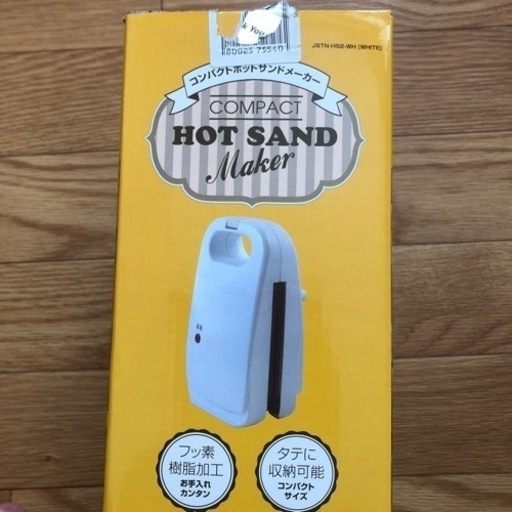 JSTN-HS2-WH (WHITE)
コンパクトホットサンドメーカー
COMPACT
HOT SAND
Maker
フッ素
樹脂加工
お手入れ
カンタン
タテに
収納可能
コンパクト
サイズ